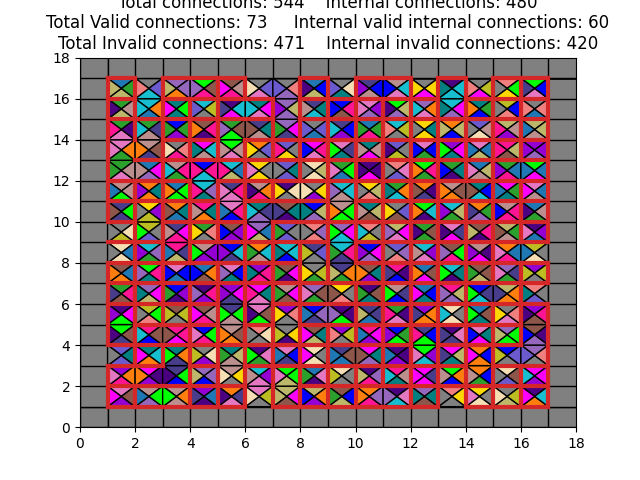 Total connections: 544    Internal connections: 480
Total Valid connections: 73    Internal valid internal connections: 60
Total Invalid connections: 471    Internal invalid connections: 420
18
16
14
12
10
8
6
4
2
0
0 2 4 6 8 10 12 14 16 18